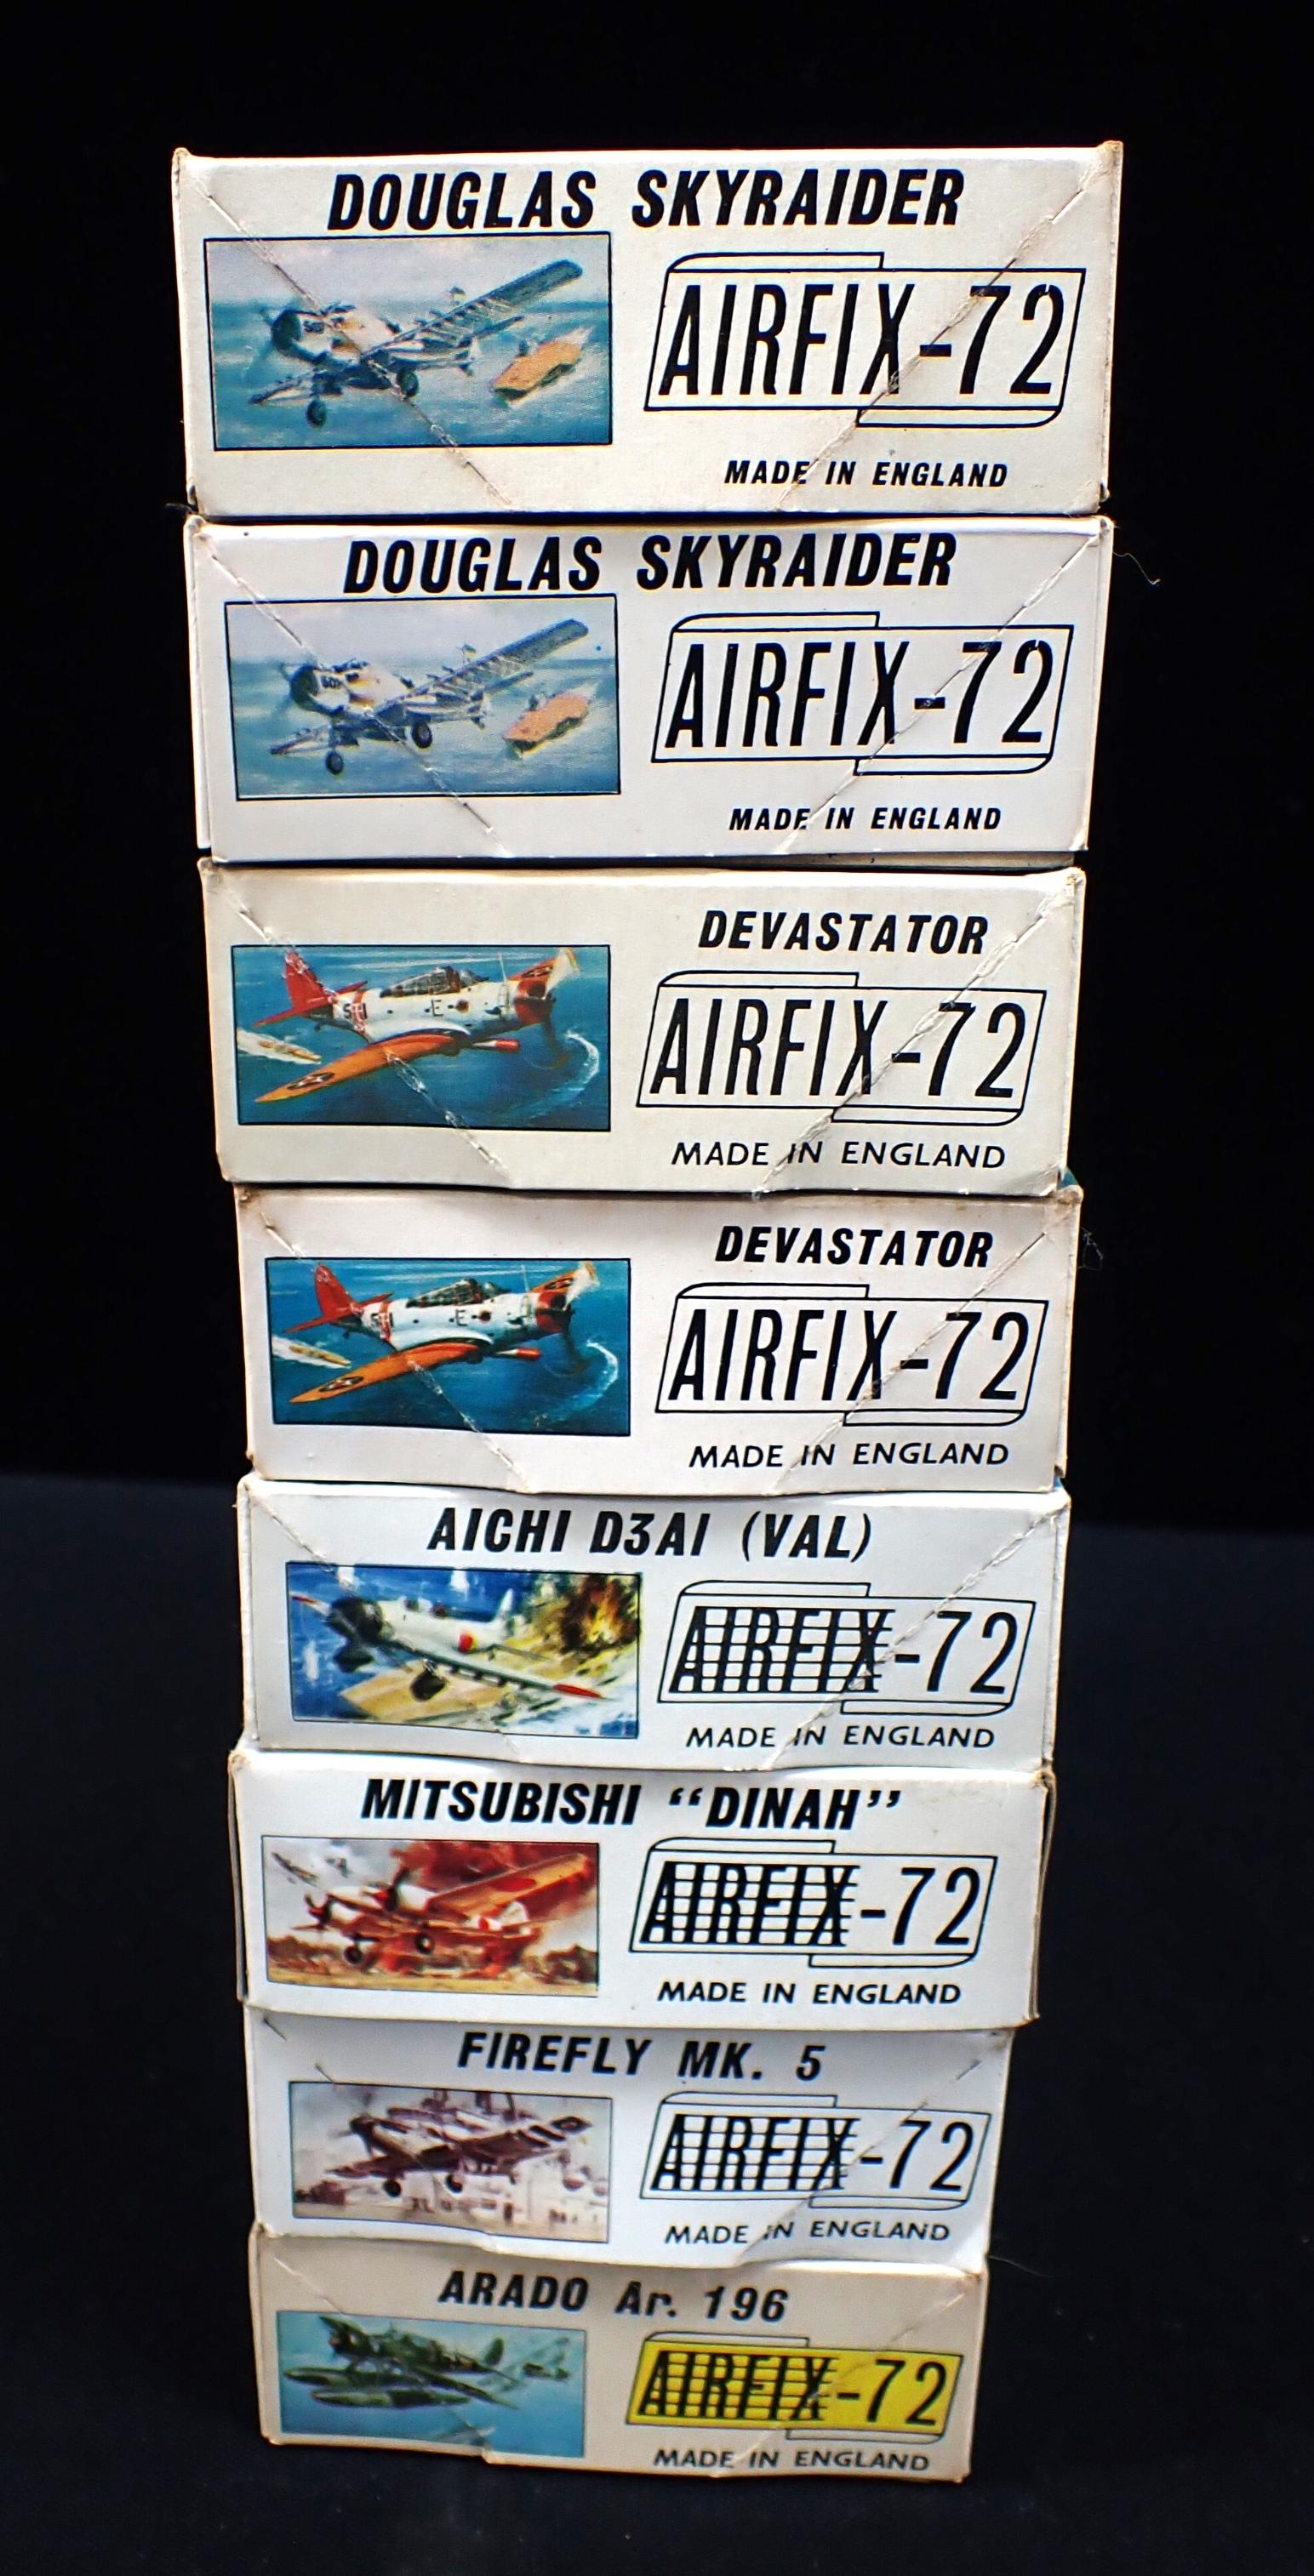 DOUGLAS SKYRAIDER
AIRFIX-72
MADE IN ENGLAND
DOUGLAS SKYRAIDER
AIRFIX-72
MADE IN ENGLAND
DEVASTATOR
AIRFIX-72
MADE IN ENGLAND
DEVASTATOR
AIRFIX-72
MADE IN ENGLAND
AICHI D3AI (VAL)
AIRFIX-72
MADE IN ENGLAND
MITSUBISHI “DINAH”
AIRFIX-72
MADE IN ENGLAND
FIREFLY MK. 5
AIRFIX-72
MADE IN ENGLAND
ARADO Ar. 196
AIRFIX-72
MADE IN ENGLAND